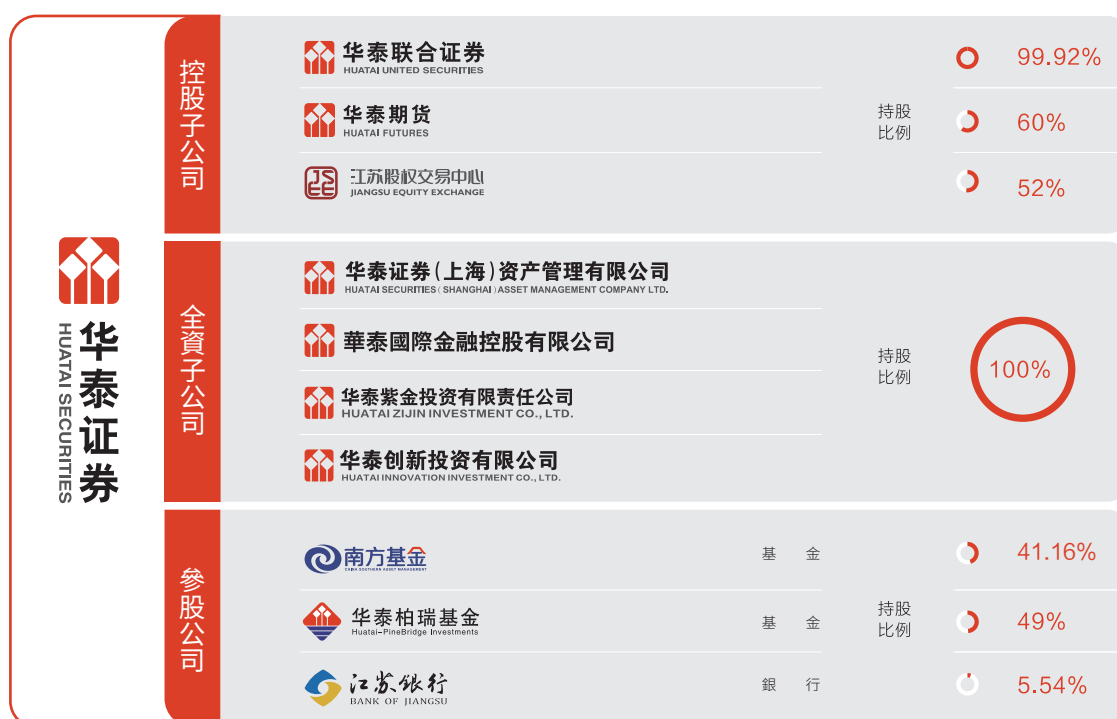 华泰证券
HUATAI SECURITIES
控股子公司
华泰联合证券
HUATAI UNITED SECURITIES
华泰期货
HUATAI FUTURES
JSEE
江苏股权交易中心
JIANGSU EQUITY EXCHANGE
持股
比例
99.92%
60%
52%
全資子公司
华泰证券(上海)资产管理有限公司
HUATAI SECURITIES(SHANGHAI)ASSET MANAGEMENT COMPANY LTD.
華泰國際金融控股有限公司
华泰紫金投资有限责任公司
HUATAI ZIJIN INVESTMENT CO., LTD.
华泰创新投资有限公司
HUATAI INNOVATION INVESTMENT CO., LTD.
持股
比例
100%
參股公司
南方基金
CHINA SOUTHERN ASSET MANAGEMENT
基 金
41.16%
华泰柏瑞基金
Huatai-PineBridge Investments
基 金
持股
比例
49%
江苏银行
BANK OF JIANGSU
銀 行
5.54%